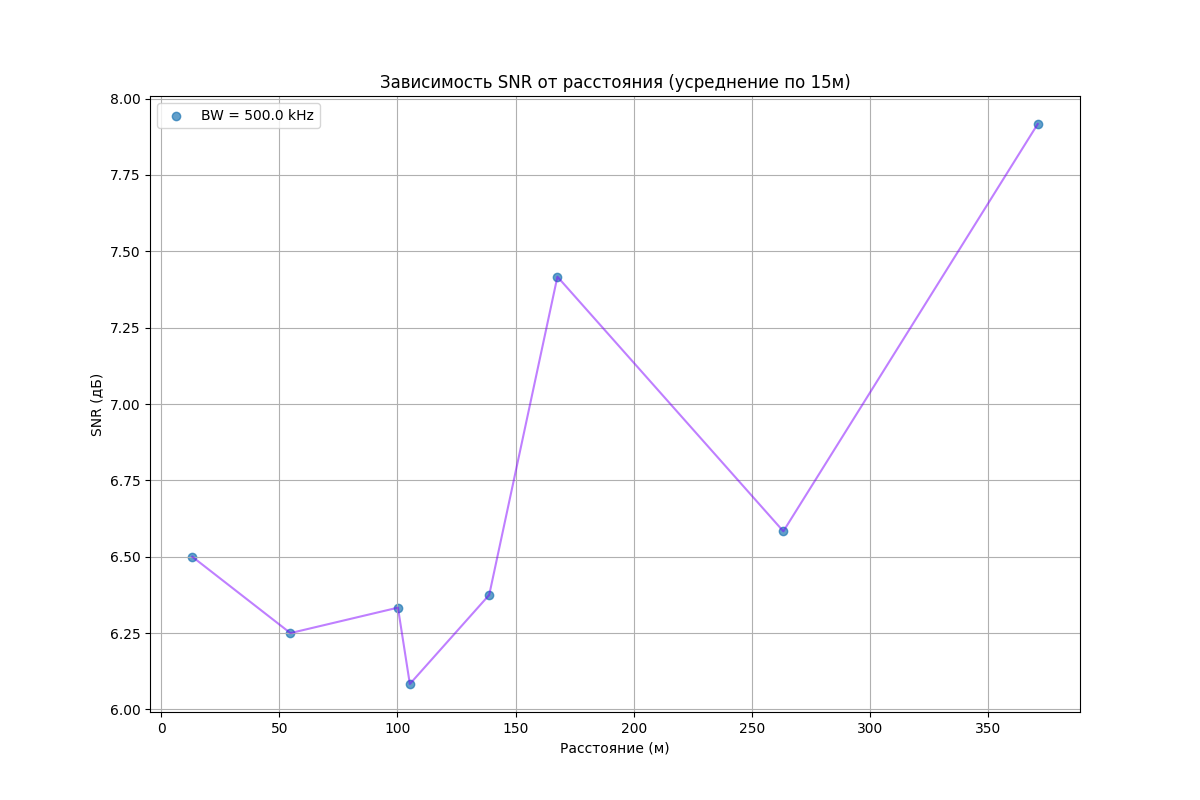 Зависимость SNR от расстояния (усреднение по 15м)
BW = 500.0 kHz
8.00
7.75
7.50
7.25
7.00
6.75
6.50
6.25
6.00
SNR (дБ)
0 50 100 150 200 250 300 350
Расстояние (м)